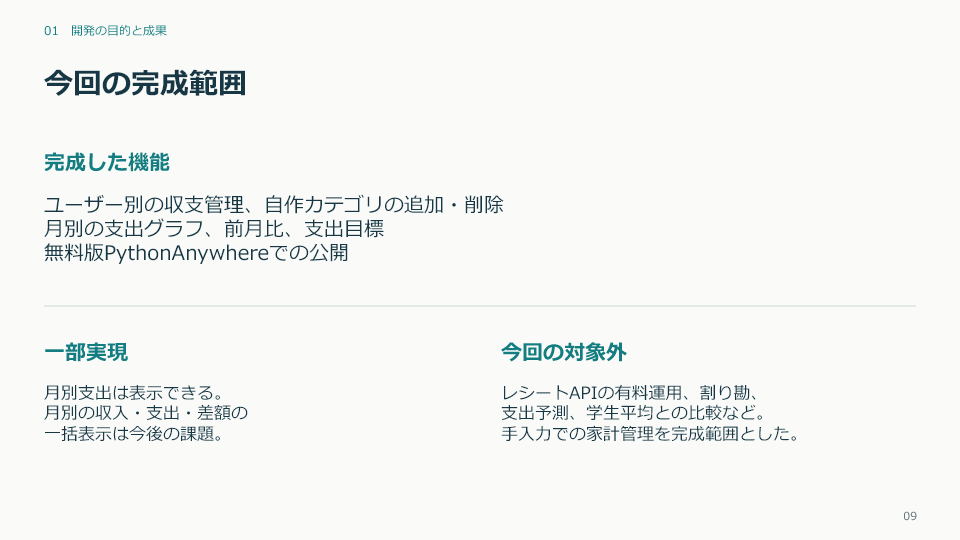 01 開発の目的と成果
今回の完成範囲
完成した機能
ユーザー別の収支管理、自作カテゴリの追加・削除
月別の支出グラフ、前月比、支出目標
無料版PythonAnywhereでの公開
一部実現
月別支出は表示できる。
月別の収入・支出・差額の
一括表示は今後の課題。
今回の対象外
レシートAPIの有料運用、割り勘、
支出予測、学生平均との比較など。
手入力での家計管理を完成範囲とした。
09